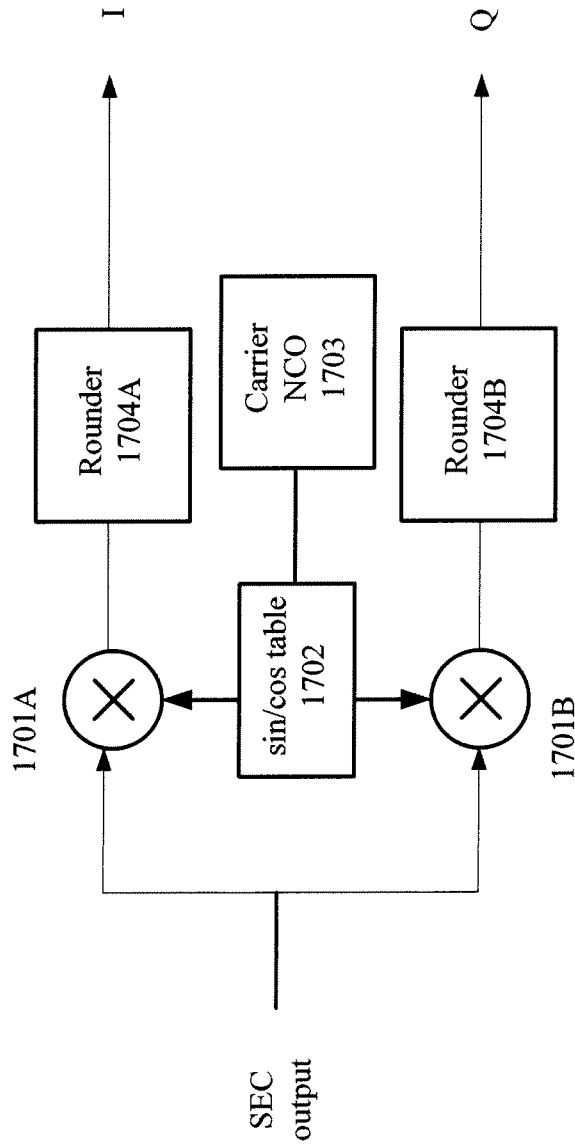 SEC
output
1701A
1701B
sin/cos table
1702
Rounder
1704A
Carrier
NCO
1703
Rounder
1704B
I
Q